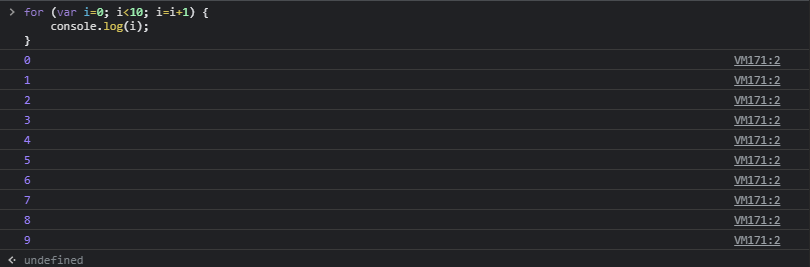 > for (var i=0; i<10; i=i+1) {
    console.log(i);
}
0 VM171:2
1 VM171:2
2 VM171:2
3 VM171:2
4 VM171:2
5 VM171:2
6 VM171:2
7 VM171:2
8 VM171:2
9 VM171:2
undefined